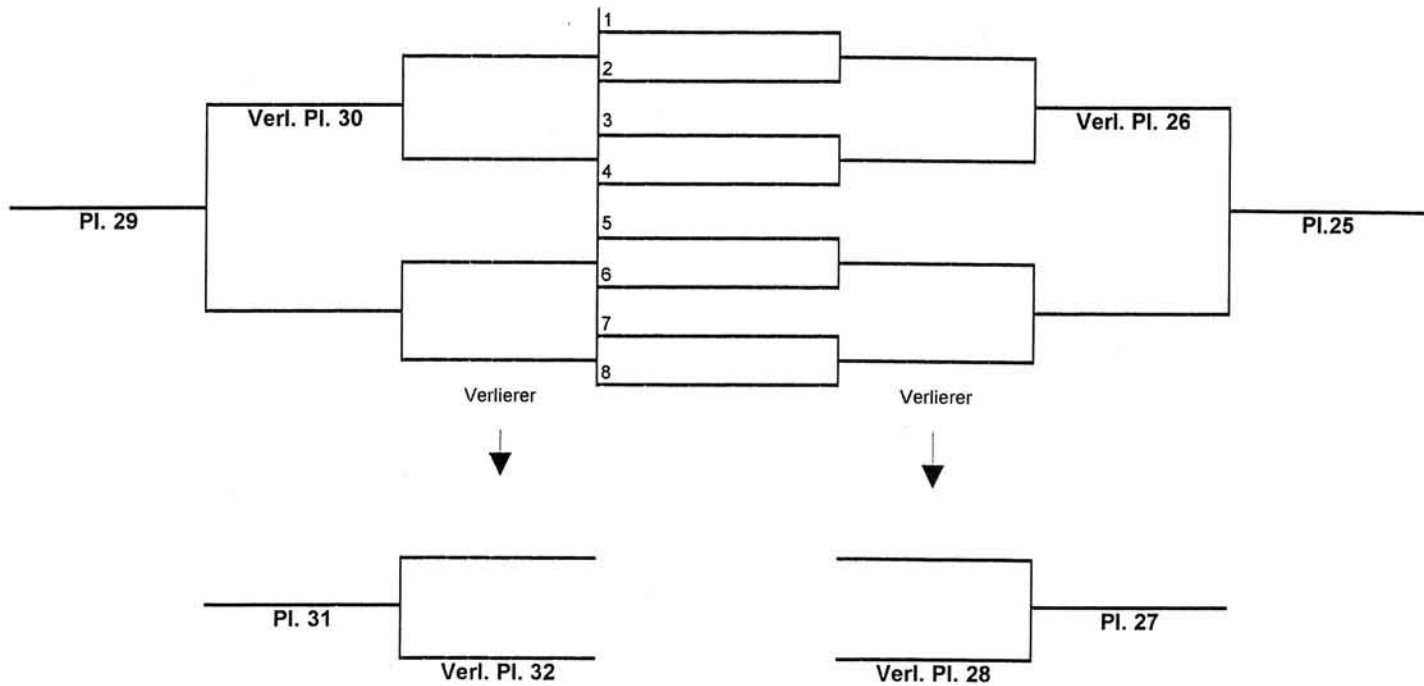 1
2
Verl. Pl. 30
Verl. Pl. 26
3
4
Pl. 29
5
Pl.25
6
7
8
Verlierer
Verlierer
Pl. 31
Pl. 27
Verl. Pl. 32
Verl. Pl. 28